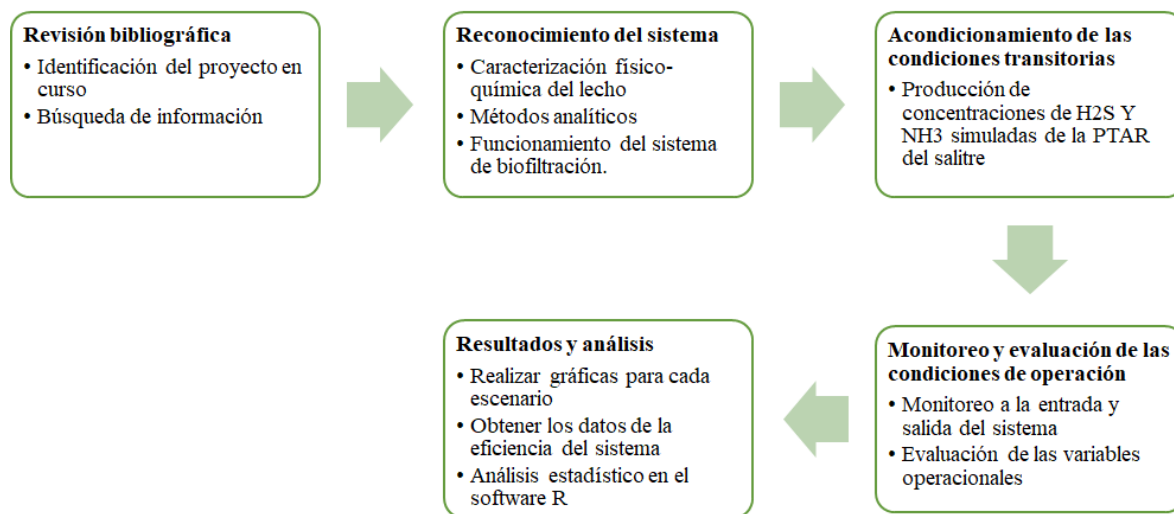 Revisión bibliográfica
• Identificación del proyecto en
curso
• Búsqueda de información
Reconocimiento del sistema
• Caracterización físico-
química del lecho
• Métodos analíticos
• Funcionamiento del sistema
de biofiltración.
Acondicionamiento de las
condiciones transitorias
• Producción de
concentraciones de H2S Y
NH3 simuladas de la PTAR
del salitre
Monitoreo y evaluación de las
condiciones de operación
• Monitoreo a la entrada y
salida del sistema
• Evaluación de las variables
operacionales
Resultados y análisis
• Realizar gráficas para cada
escenario
• Obtener los datos de la
eficiencia del sistema
• Análisis estadístico en el
software R